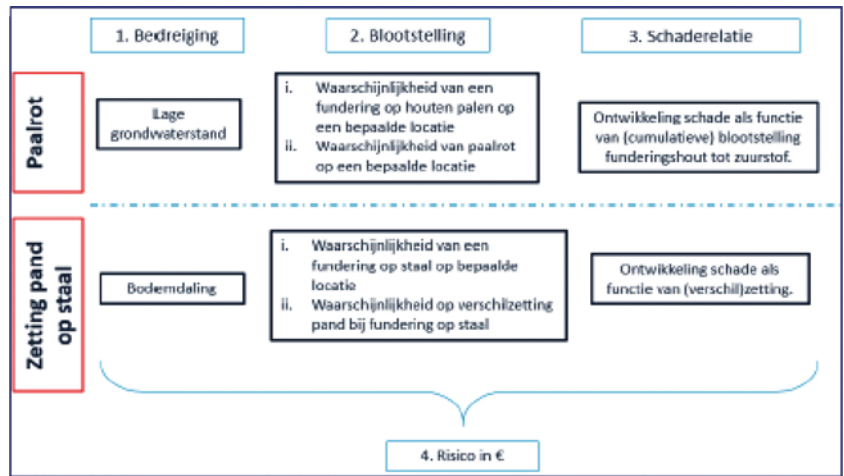 1. Bedreiging
2. Blootstelling
3. Schaderelatie
Paalrot
Lage
grondwaterstand
i. Waarschijnlijkheid van een
fundering op houten palen op
een bepaalde locatie
ii. Waarschijnlijkheid van paalrot
op een bepaalde locatie
Ontwikkeling schade als functie
van (cumulatieve) blootstelling
funderingshout tot zuurstof.
Zetting pand
op staal
Bodemdaling
i. Waarschijnlijkheid van een
fundering op staal op bepaalde
locatie
ii. Waarschijnlijkheid op verschilzetting
pand bij fundering op staal
Ontwikkeling schade als
functie van (verschil)zetting.
4. Risico in €